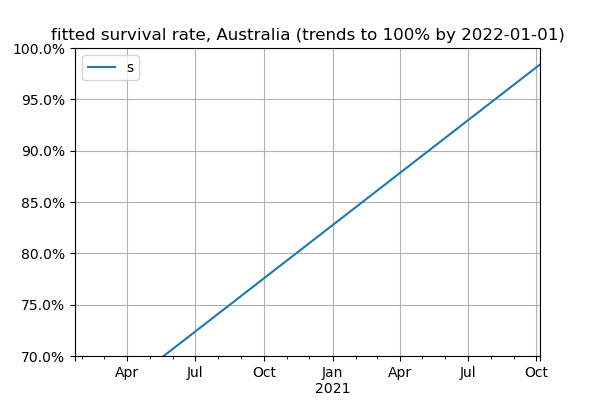 fitted survival rate, Australia (trends to 100% by 2022-01-01)
100.0%
s
95.0%
90.0%
85.0%
80.0%
75.0%
70.0%
Apr Jul Oct Jan Apr Jul Oct
2021